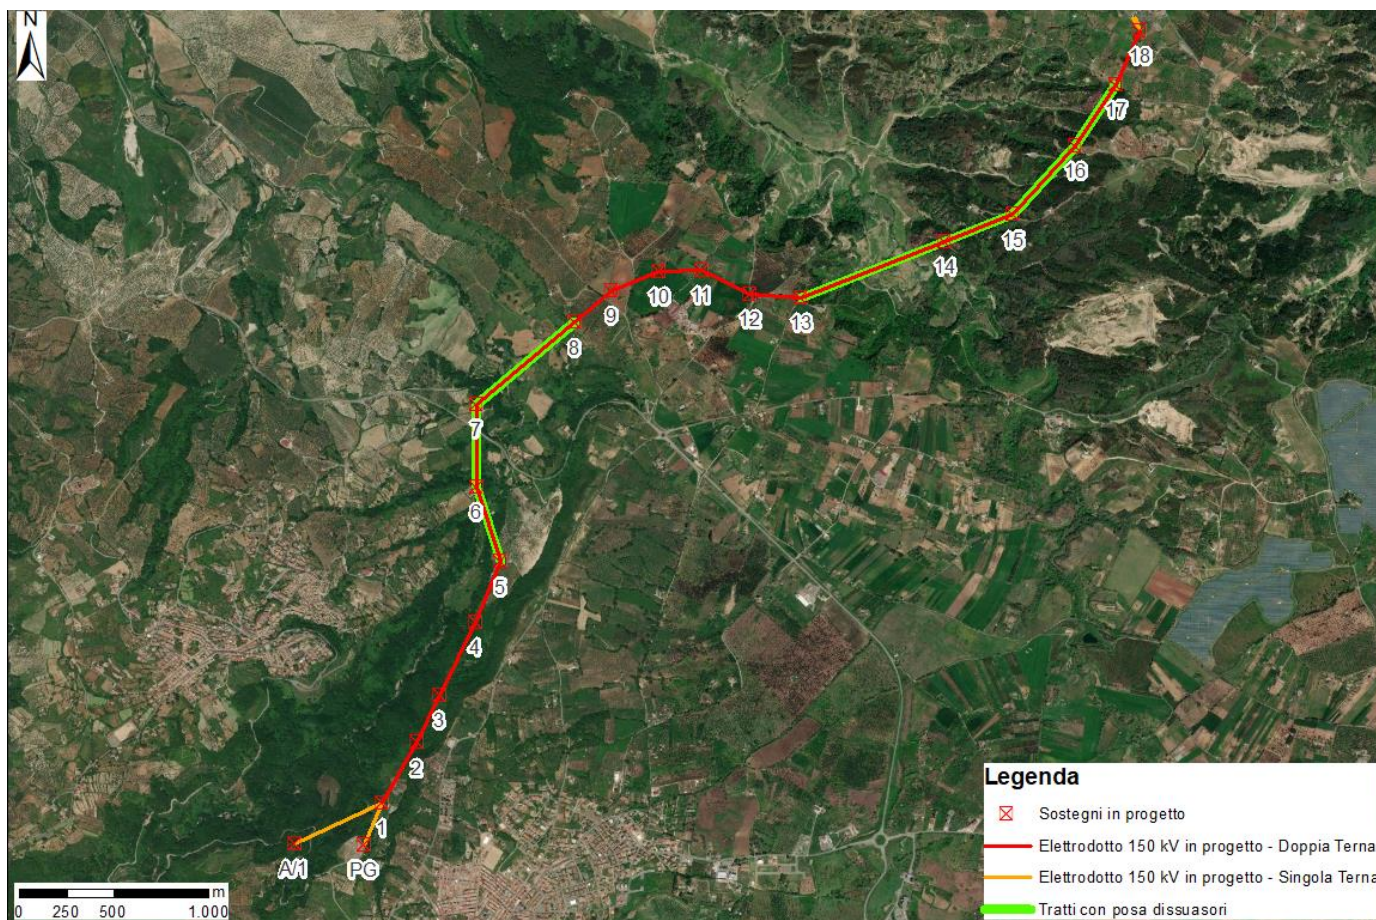 N
18
17
16
15
14
13
12
11
10
9
8
7
6
5
4
3
2
1
A/1
PG
Legenda
Sostegni in progetto
Elettrodotto 150 kV in progetto - Doppia Terna
Elettrodotto 150 kV in progetto - Singola Terna
Tratti con posa dissuasori
m
0 250 500 1.000